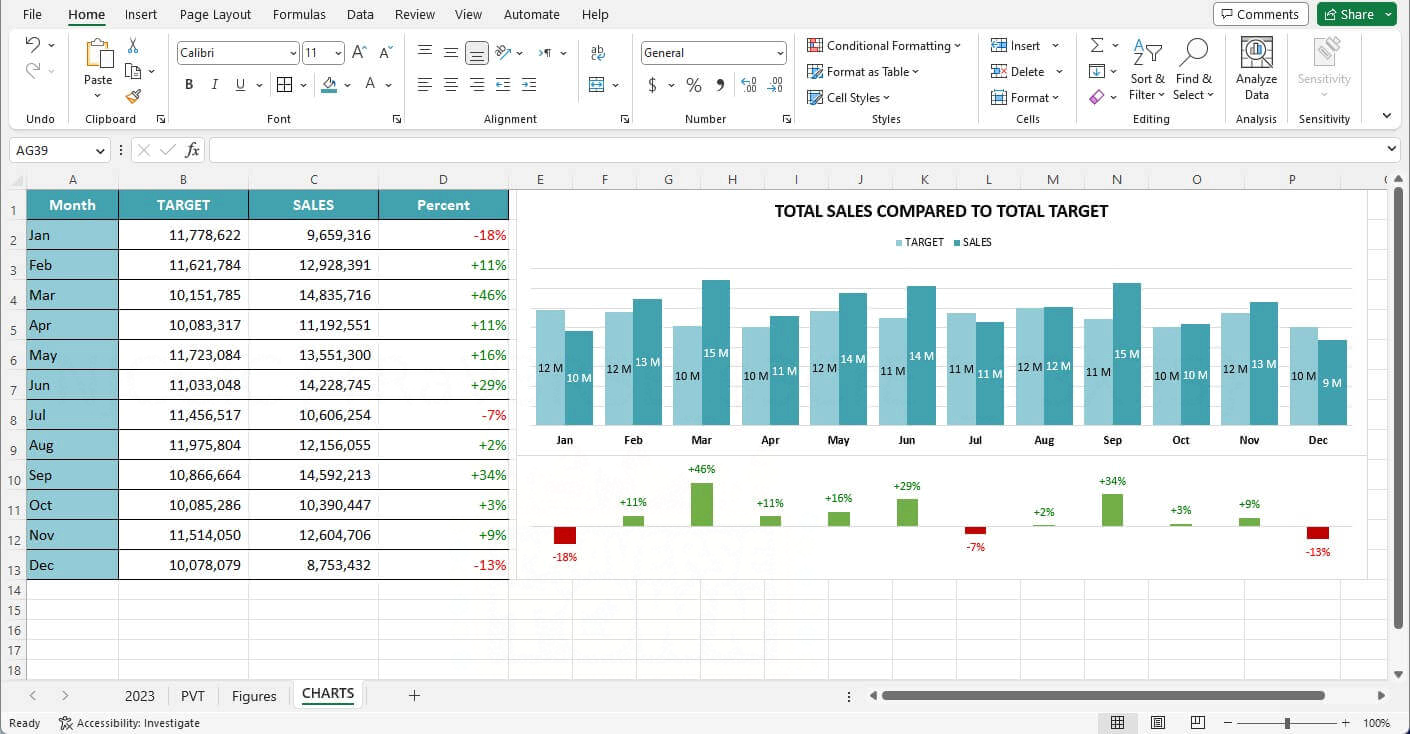 File Home Insert Page Layout Formulas Data Review View Automate Help Comments Share
Calibri 11 General Conditional Formatting Insert
Paste Format as Table Delete Sort & Find & Analyze Sensitivity
B I U A $ % Cell Styles Format Filter Select Data
Undo Clipboard Font Alignment Number Styles Cells Editing Analysis Sensitivity
AG39 fx
A B C D E F G H I J K L M N O P
1 Month TARGET SALES Percent
2 Jan 11,778,622 9,659,316 -18%
3 Feb 11,621,784 12,928,391 +11%
4 Mar 10,151,785 14,835,716 +46%
5 Apr 10,083,317 11,192,551 +11%
6 May 11,723,084 13,551,300 +16%
7 Jun 11,033,048 14,228,745 +29%
8 Jul 11,456,517 10,606,254 -7%
9 Aug 11,975,804 12,156,055 +2%
10 Sep 10,866,664 14,592,213 +34%
11 Oct 10,085,286 10,390,447 +3%
12 Nov 11,514,050 12,604,706 +9%
13 Dec 10,078,079 8,753,432 -13%
14
15
16
17
18
TOTAL SALES COMPARED TO TOTAL TARGET
TARGET SALES
12 M 10 M 12 M 13 M 10 M 15 M 10 M 11 M 12 M 14 M 11 M 14 M 11 M 11 M 12 M 12 M 11 M 15 M 10 M 10 M 12 M 13 M 10 M 9 M
Jan Feb Mar Apr May Jun Jul Aug Sep Oct Nov Dec
-18% +11% +46% +11% +16% +29% -7% +2% +34% +3% +9% -13%
2023 PVT Figures CHARTS
Ready Accessibility: Investigate 100%